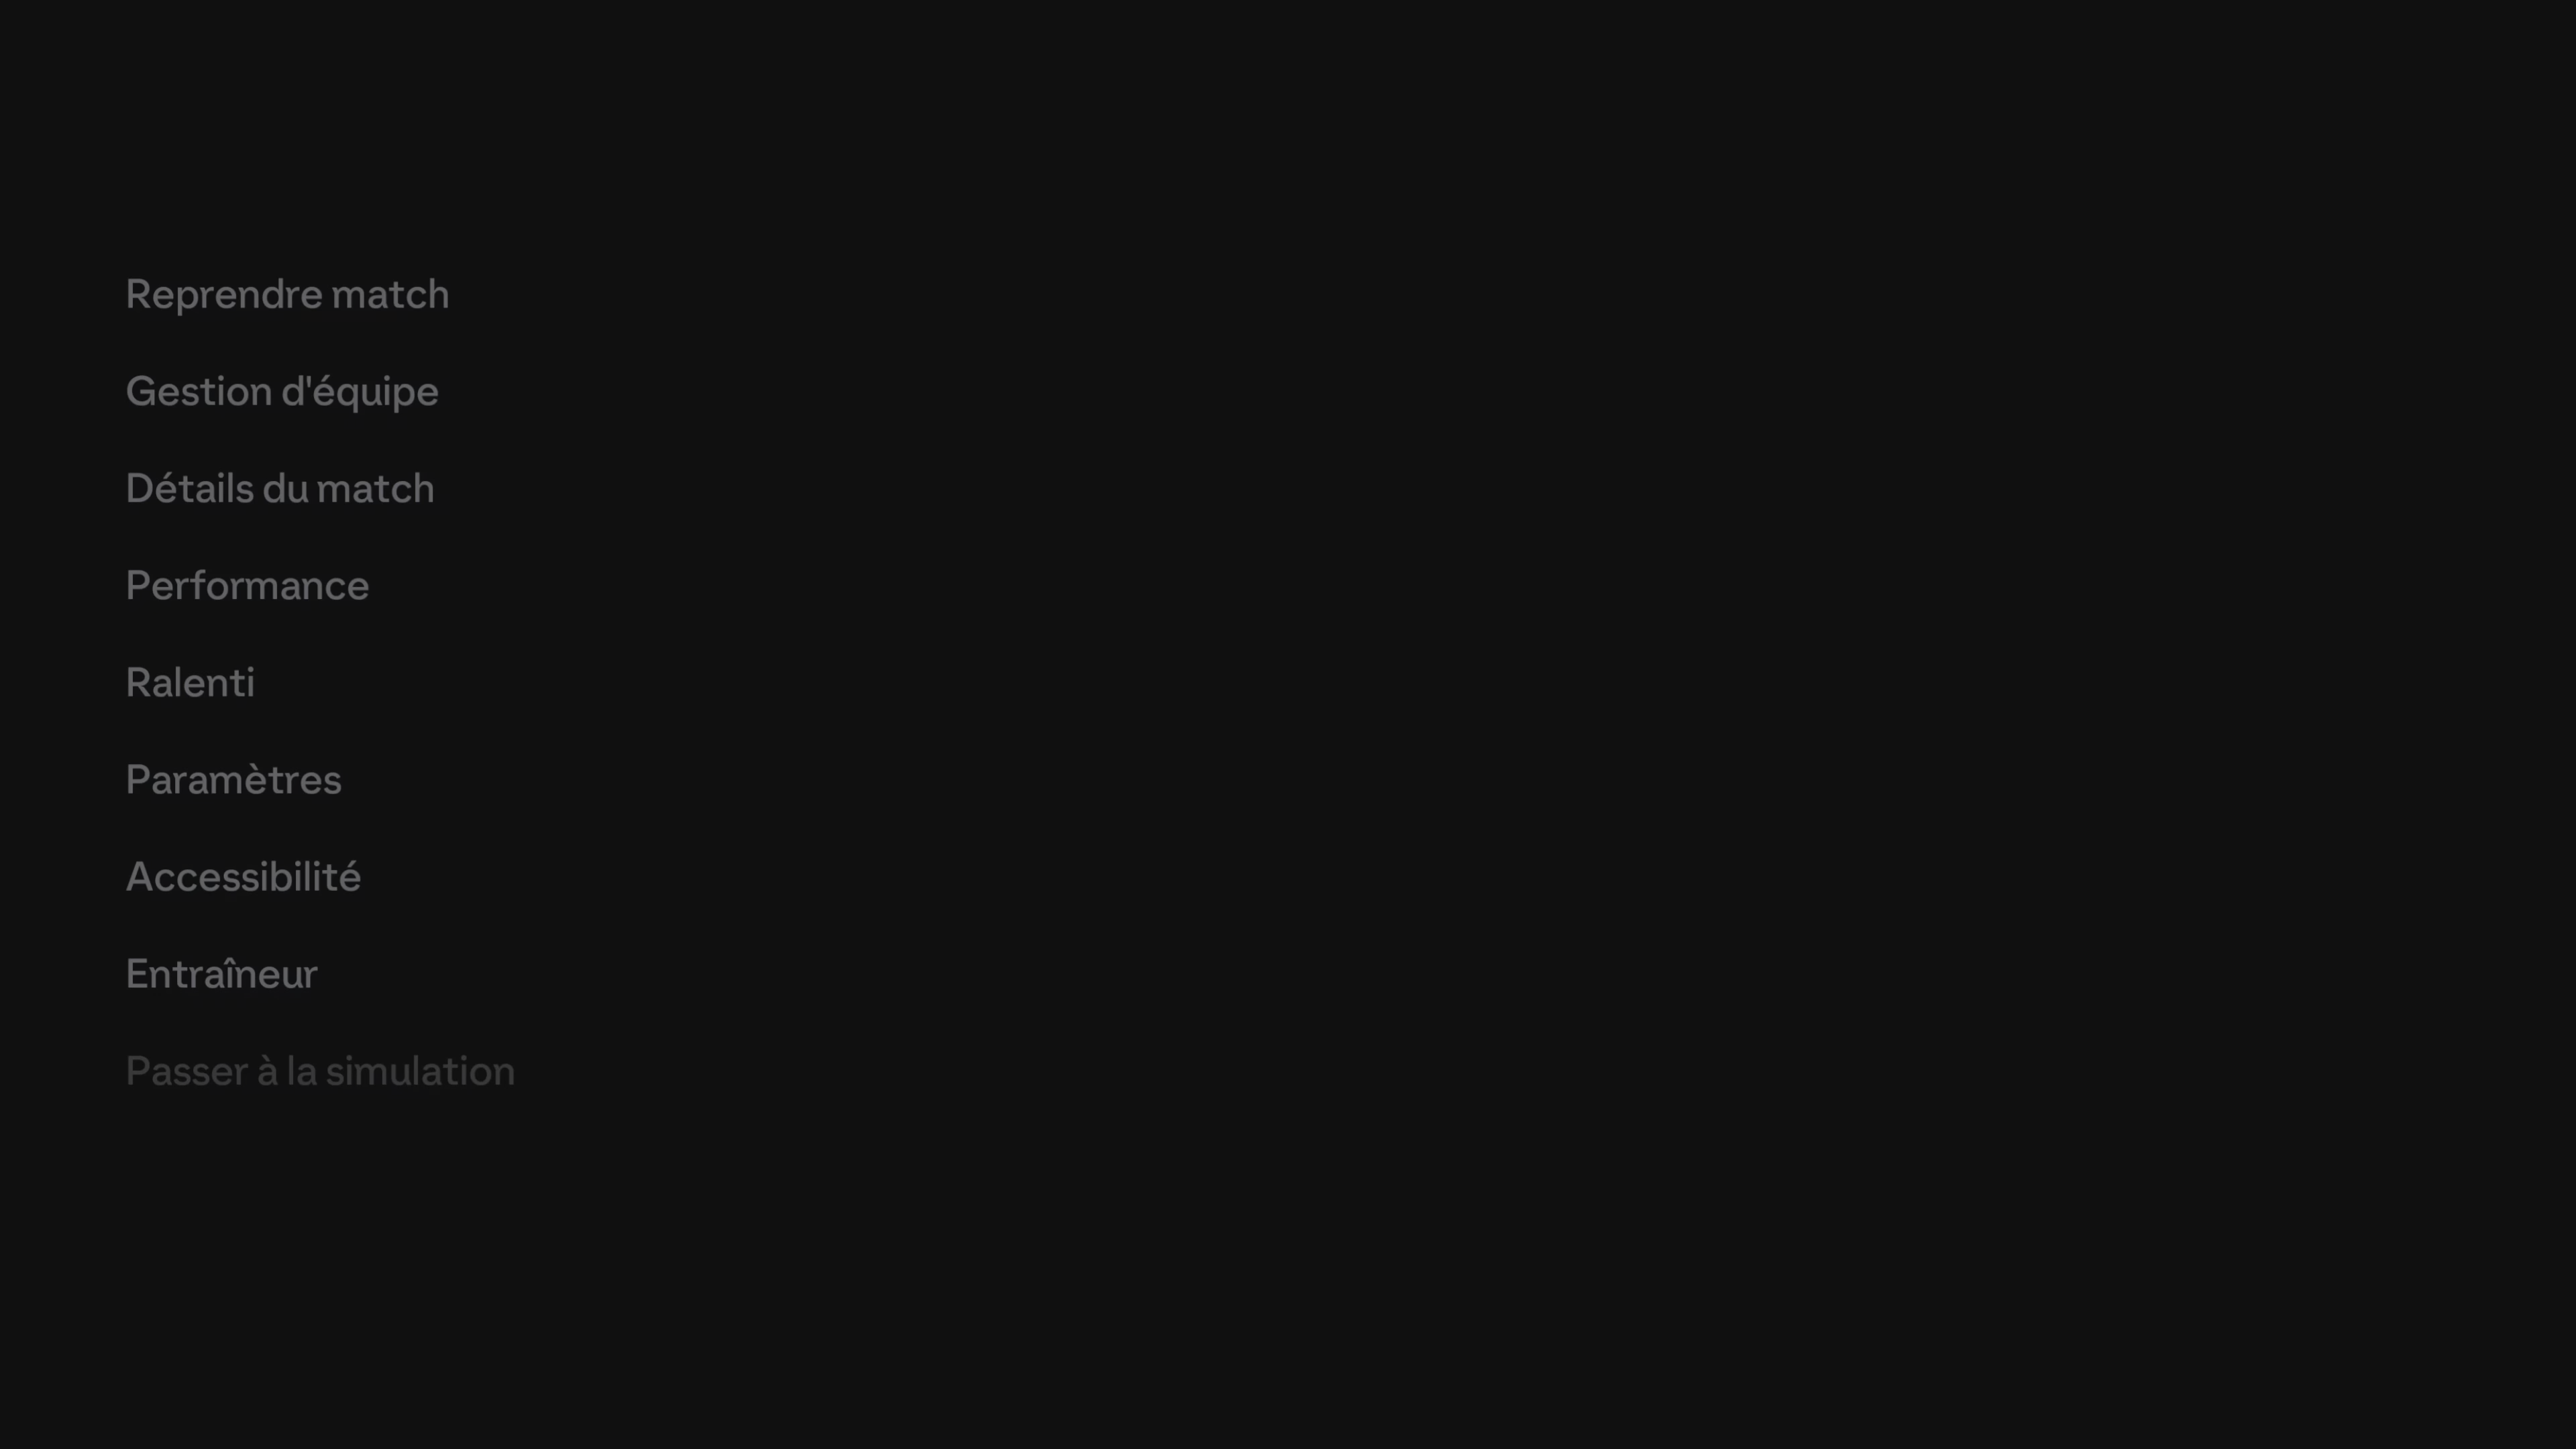 Reprendre match
Gestion d'équipe
Détails du match
Performance
Ralenti
Paramètres
Accessibilité
Entraîneur
Passer à la simulation